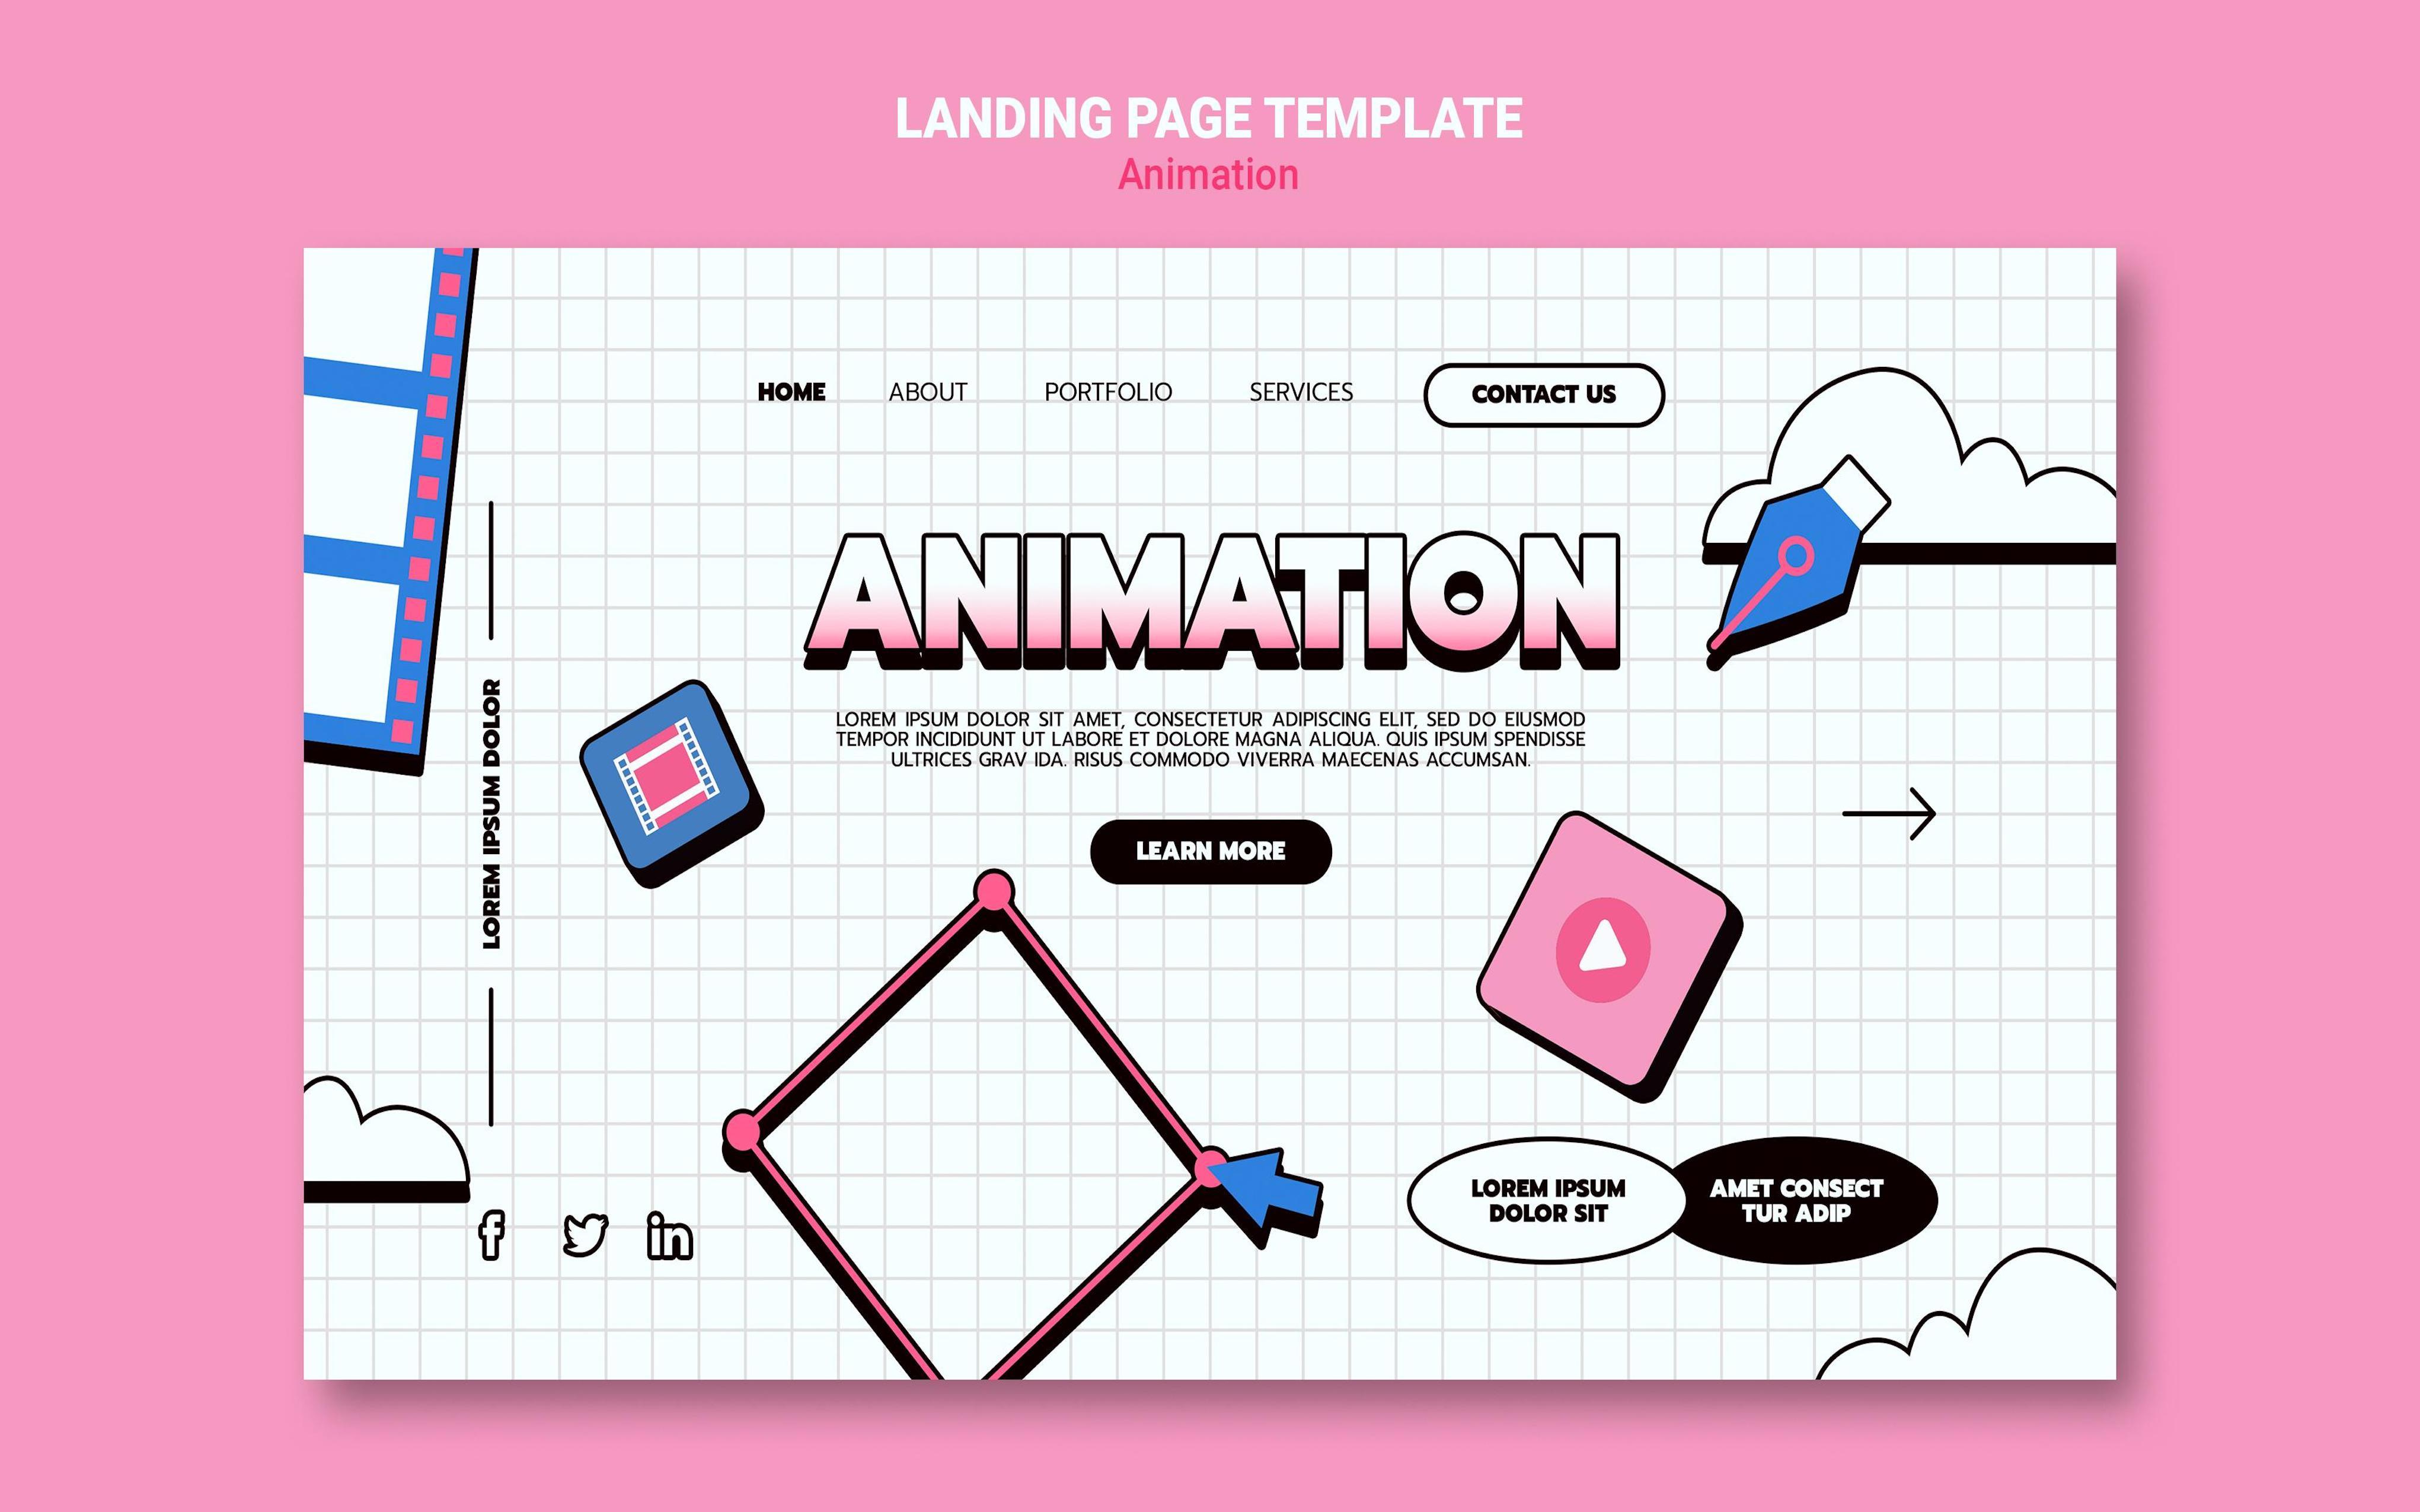 LANDING PAGE TEMPLATE
Animation
HOME ABOUT PORTFOLIO SERVICES CONTACT US
ANIMATION
LOREM IPSUM DOLOR SIT AMET, CONSECTETUR ADIPISCING ELIT, SED DO EIUSMOD
TEMPOR INCIDIDUNT UT LABORE ET DOLORE MAGNA ALIQUA. QUIS IPSUM SPENDISSE
ULTRICES GRAV IDA. RISUS COMMODO VIVERRA MAECENAS ACCUMSAN.
LEARN MORE
LOREM IPSUM DOLOR
LOREM IPSUM
DOLOR SIT
AMET CONSECT
TUR ADIP
f
in